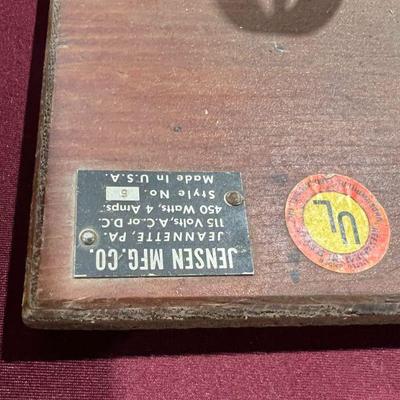 JENSEN MFG. CO.
JEANNETTE, PA.
115 Volts, A.C. or D.C.
450 Watts, 4 Amps.
Style No. 5
Made In U.S.A.
UL